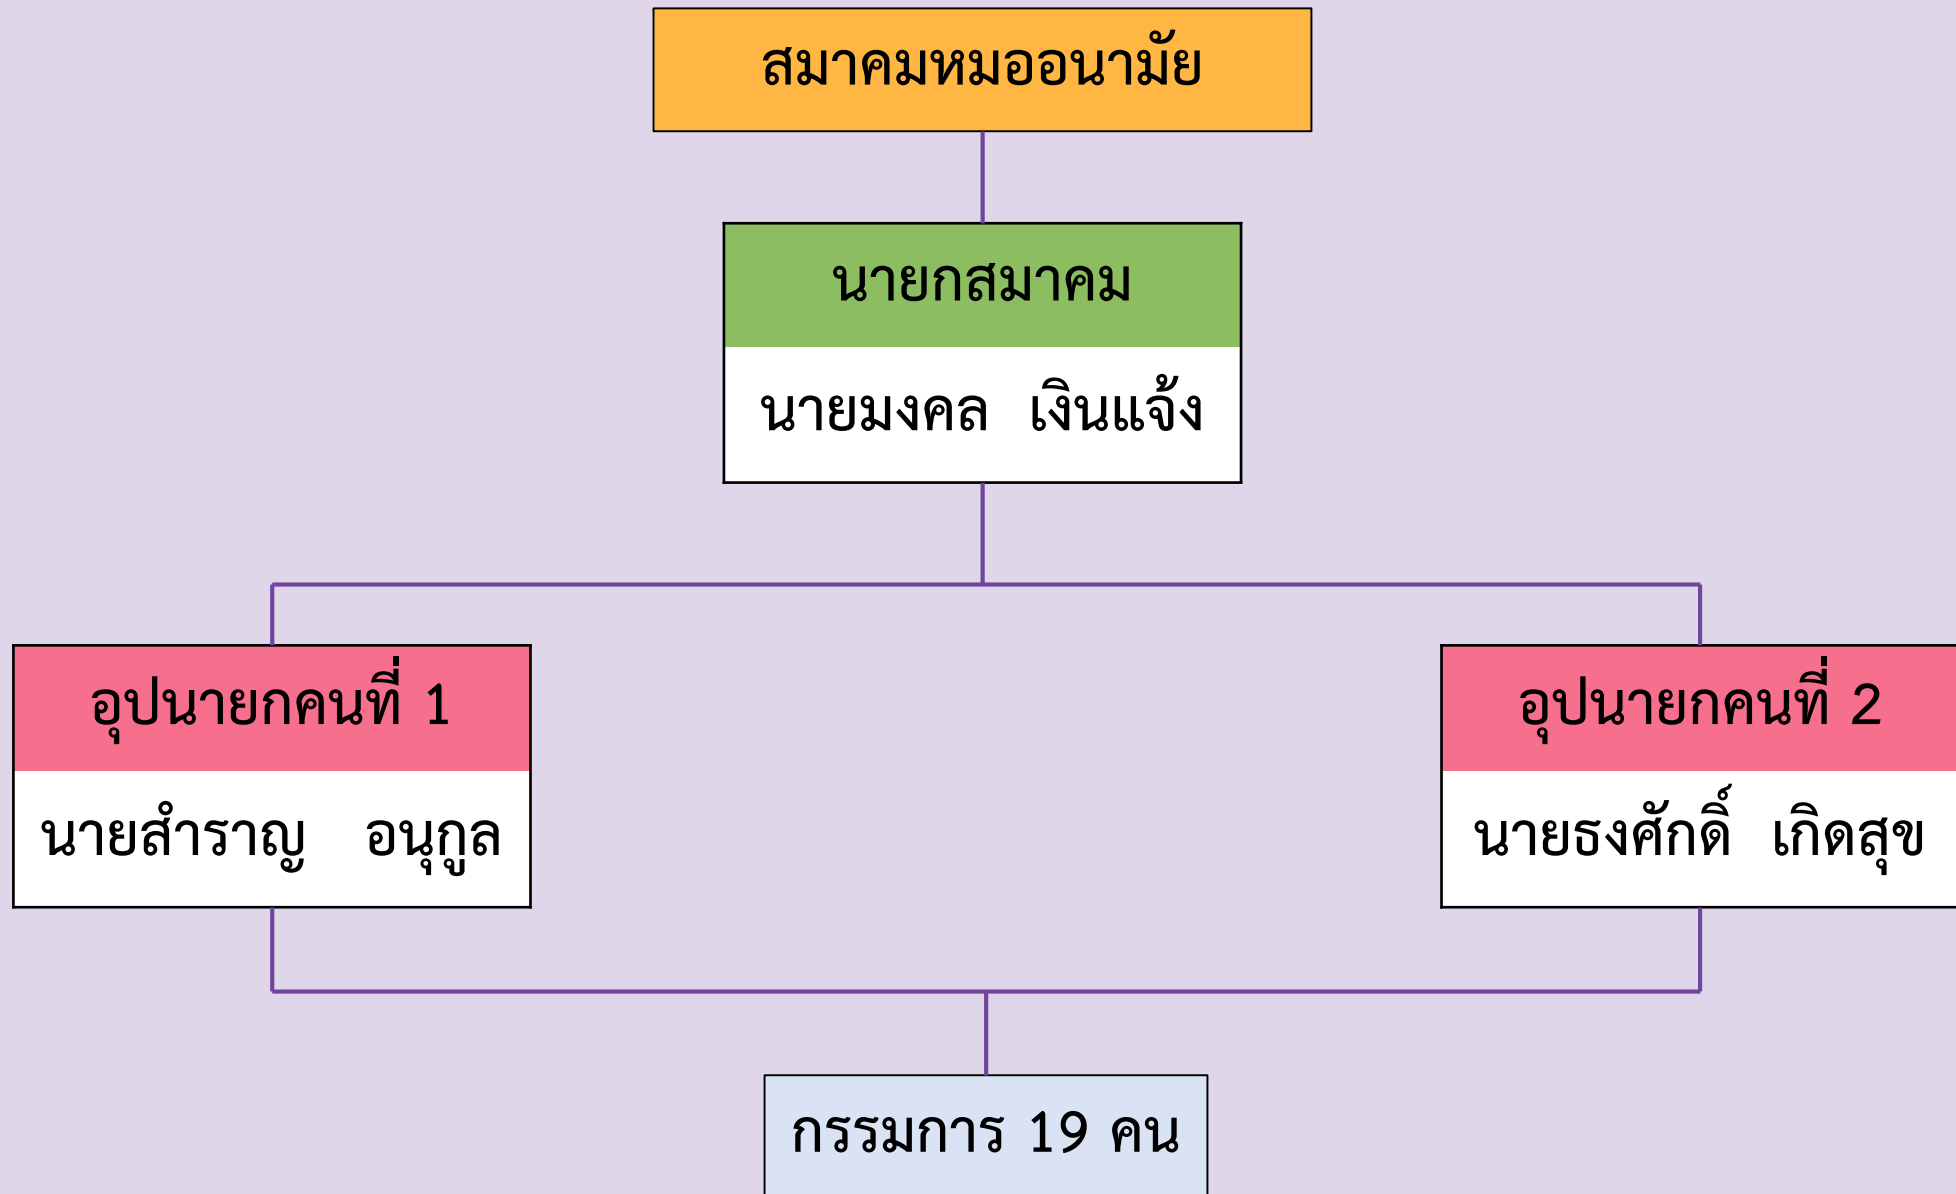 สมาคมหมออนามัย
นายกสมาคม
นายมงคล เงินแจ้ง
อุปนายกคนที่ 1
นายสำราญ อนุกูล
อุปนายกคนที่ 2
นายธงศักดิ์ เกิดสุข
กรรมการ 19 คน